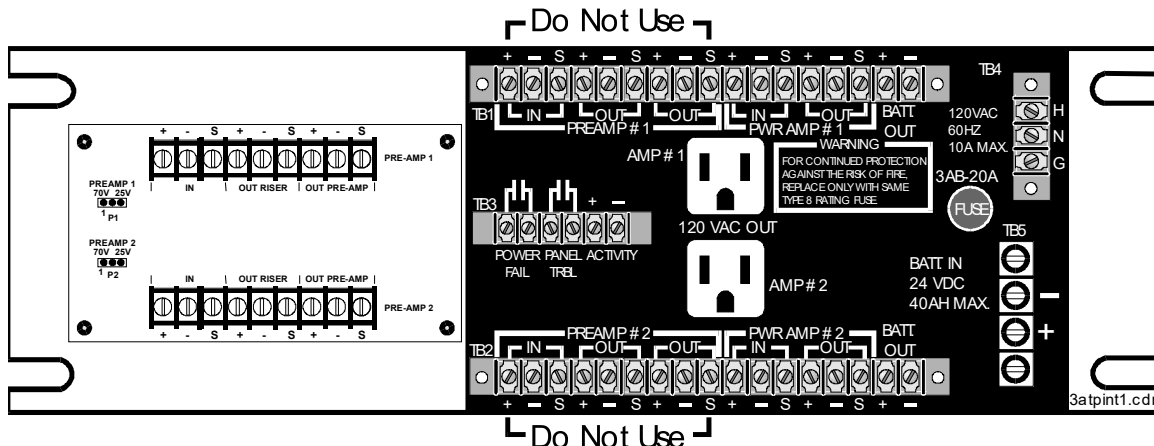 Do Not Use
+ − S + − S + − S + − S + − S + −
TB1
IN OUT OUT IN OUT BATT
PREAMP # 1 PWR AMP # 1 OUT
TB4
120VAC
60HZ
10A MAX.
H
N
G
+ - S + - S + - S
PRE-AMP 1
IN OUT RISER OUT PRE-AMP
PREAMP 1
70V 25V
1 P1
PREAMP 2
70V 25V
1 P2
IN OUT RISER OUT PRE-AMP
PRE-AMP 2
+ - S + - S + - S
AMP # 1
WARNING
FOR CONTINUED PROTECTION
AGAINST THE RISK OF FIRE,
REPLACE ONLY WITH SAME
TYPE 8 RATING FUSE
3AB-20A
FUSE
TB3
+ −
POWER PANEL ACTIVITY
FAIL TRBL
120 VAC OUT
AMP # 2
TB5
BATT IN
24 VDC
40AH MAX.
−
+
PREAMP # 2 PWR AMP # 2 BATT
TB2
IN OUT OUT IN OUT OUT
+ − S + − S + − S + − S + − S + −
Do Not Use
3atpint1.cdr